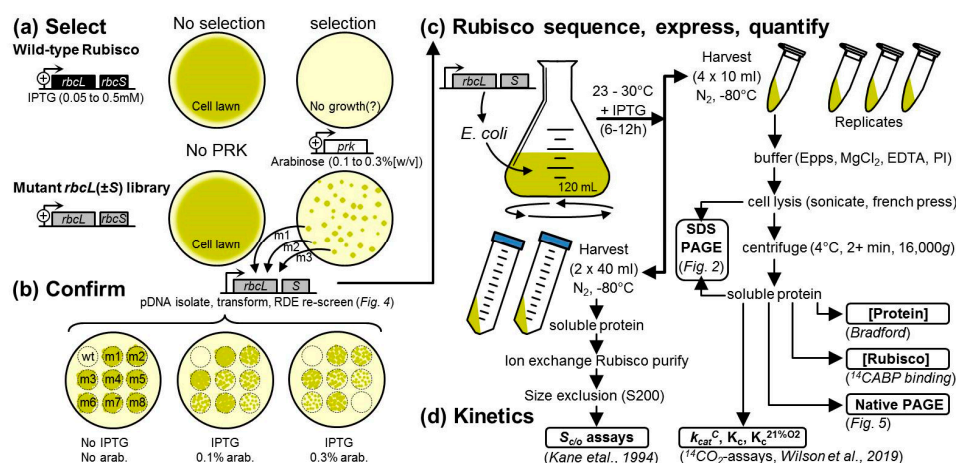 (a) Select
No selection
selection
Wild-type Rubisco
rbcL rbcS
IPTG (0.05 to 0.5mM)
Cell lawn
No growth(?)
No PRK
prk
Arabinose (0.1 to 0.3%[w/v])
Mutant rbcL(±S) library
rbcL rbcS
Cell lawn
m1
m2
m3
rbcL S
pDNA isolate, transform, RDE re-screen (Fig. 4)
(b) Confirm
wt m1 m2
m3 m4 m5
m6 m7 m8
No IPTG
No arab.
IPTG
0.1% arab.
IPTG
0.3% arab.
(c) Rubisco sequence, express, quantify
rbcL S
E. coli
23 - 30°C
+ IPTG
(6-12h)
120 mL
Harvest
(4 x 10 ml)
N2, -80°C
Replicates
buffer (Epps, MgCl2, EDTA, PI)
cell lysis (sonicate, french press)
SDS
PAGE
(Fig. 2)
centrifuge (4°C, 2+ min, 16,000g)
soluble protein
[Protein]
(Bradford)
[Rubisco]
(14CABP binding)
Native PAGE
(Fig. 5)
Harvest
(2 x 40 ml)
N2, -80°C
soluble protein
Ion exchange Rubisco purify
Size exclusion (S200)
(d) Kinetics
Sc/o assays
(Kane etal., 1994)
kcatC, Kc, Kc21%O2
(14CO2-assays, Wilson et al., 2019)